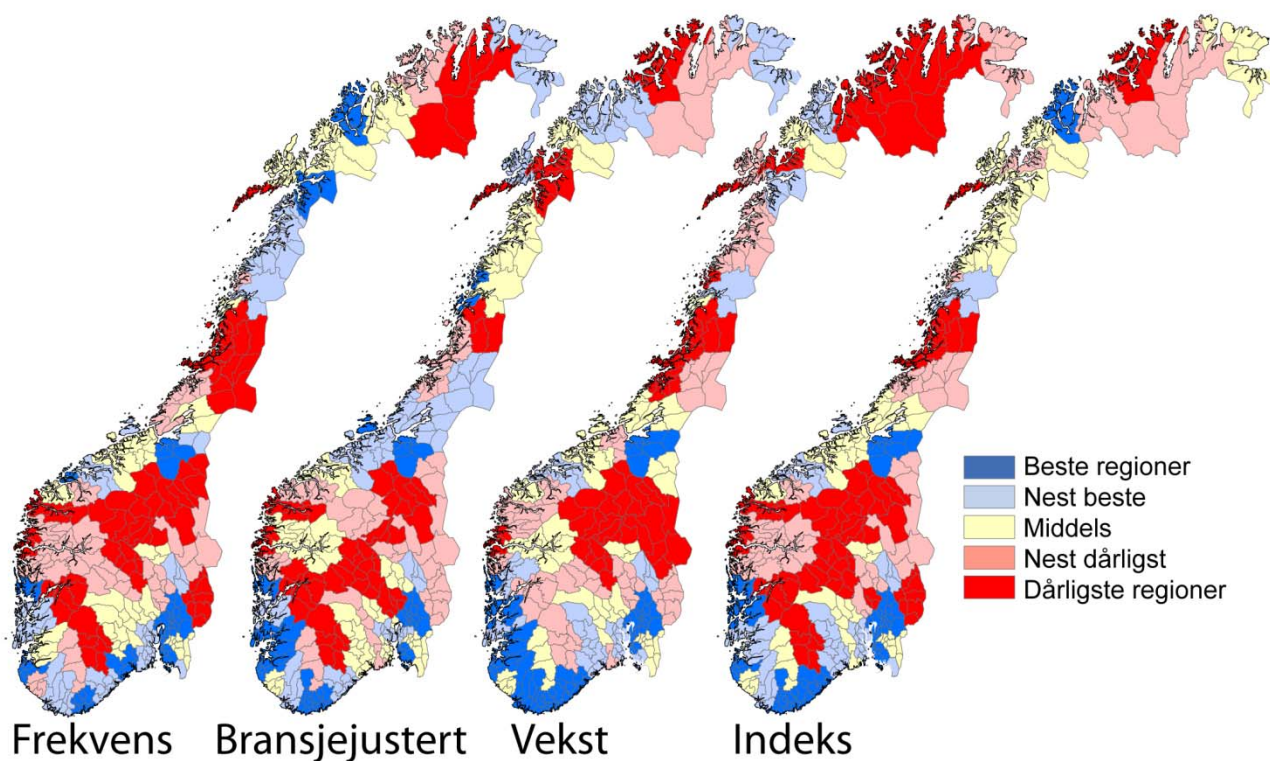 Beste regioner
Nest beste
Middels
Nest dårligst
Dårligste regioner
Frekvens
Bransjejustert
Vekst
Indeks